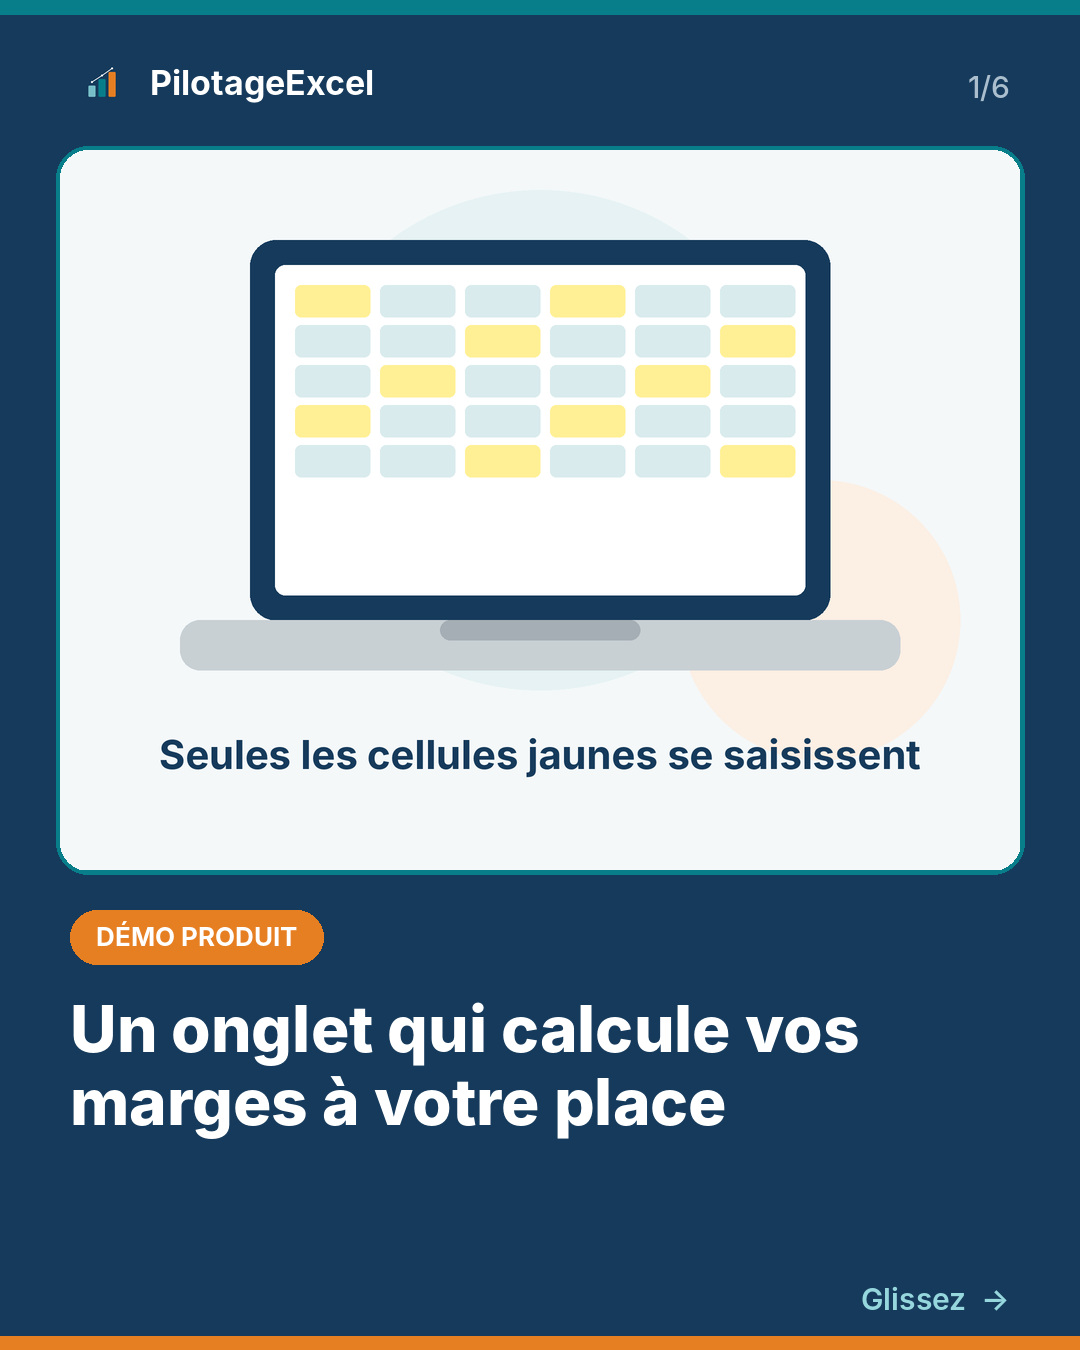 PilotageExcel
1/6
Seules les cellules jaunes se saisissent
DÉMO PRODUIT
Un onglet qui calcule vos
marges à votre place
Glissez →